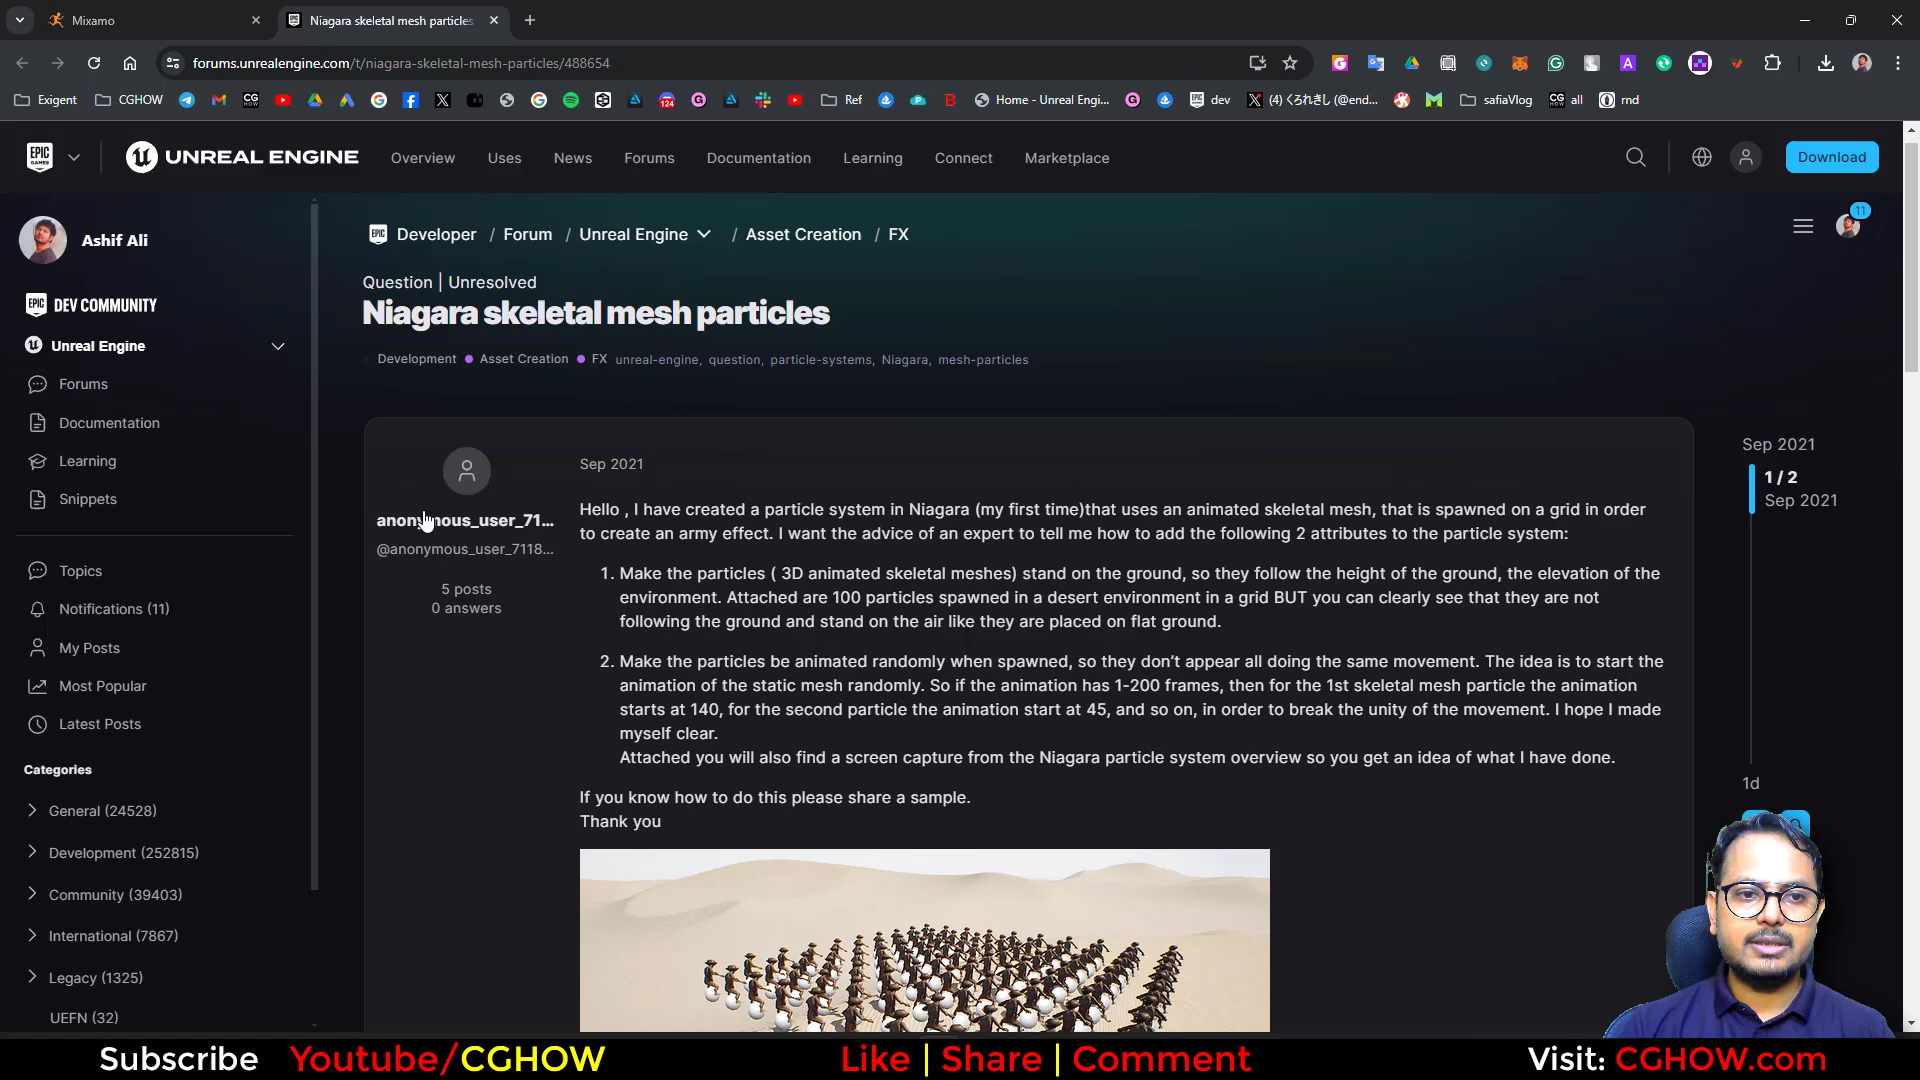 Mixamo
Niagara skeletal mesh particles
forums.unrealengine.com/t/niagara-skeletal-mesh-particles/488654
Exigent
CGHOW
Ref
Home - Unreal Engi...
dev
(4) くろれきし (@end...
safiaVlog
all
rnd
EPIC GAMES
UNREAL ENGINE
Overview
Uses
News
Forums
Documentation
Learning
Connect
Marketplace
Download
Ashif Ali
Developer / Forum / Unreal Engine / Asset Creation / FX
11
Question | Unresolved
Niagara skeletal mesh particles
Development Asset Creation FX unreal-engine, question, particle-systems, Niagara, mesh-particles
EPIC DEV COMMUNITY
Unreal Engine
Forums
Documentation
Learning
Snippets
Topics
Notifications (11)
My Posts
Most Popular
Latest Posts
Categories
General (24528)
Development (252815)
Community (39403)
International (7867)
Legacy (1325)
UEFN (32)
anonymous_user_71...
@anonymous_user_7118...
5 posts
0 answers
Sep 2021
Hello , I have created a particle system in Niagara (my first time)that uses an animated skeletal mesh, that is spawned on a grid in order
to create an army effect. I want the advice of an expert to tell me how to add the following 2 attributes to the particle system:
1. Make the particles ( 3D animated skeletal meshes) stand on the ground, so they follow the height of the ground, the elevation of the
environment. Attached are 100 particles spawned in a desert environment in a grid BUT you can clearly see that they are not
following the ground and stand on the air like they are placed on flat ground.
2. Make the particles be animated randomly when spawned, so they don't appear all doing the same movement. The idea is to start the
animation of the static mesh randomly. So if the animation has 1-200 frames, then for the 1st skeletal mesh particle the animation
starts at 140, for the second particle the animation start at 45, and so on, in order to break the unity of the movement. I hope I made
myself clear.
Attached you will also find a screen capture from the Niagara particle system overview so you get an idea of what I have done.
If you know how to do this please share a sample.
Thank you
Sep 2021
1 / 2
Sep 2021
1d
Subscribe Youtube/CGHOW
Like | Share | Comment
Visit: CGHOW.com